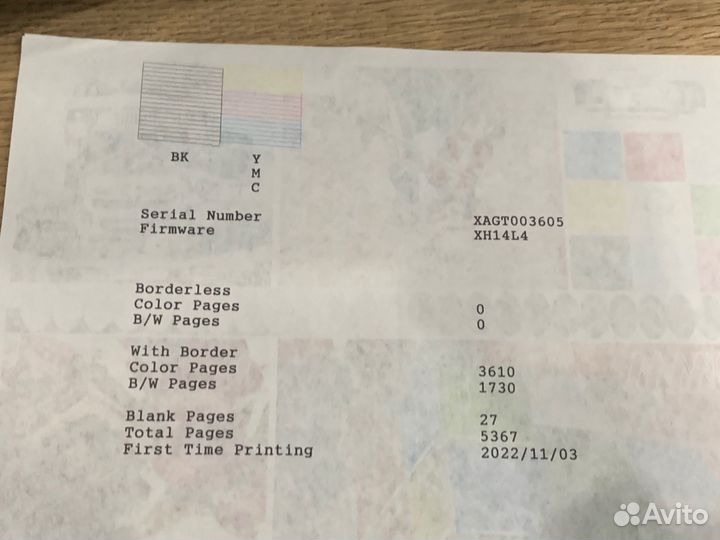 BK Y
M
C
Serial Number XAGT003605
Firmware XH14L4
Borderless
Color Pages 0
B/W Pages 0
With Border
Color Pages 3610
B/W Pages 1730
Blank Pages 27
Total Pages 5367
First Time Printing 2022/11/03
Avito